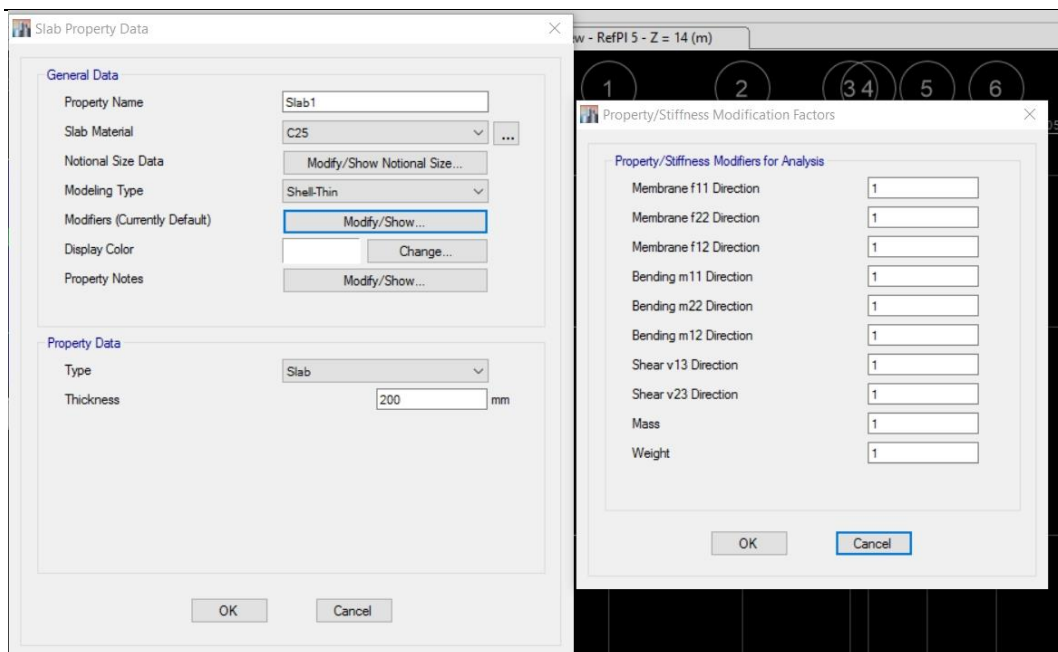 Slab Property Data
General Data
Property Name Slab1
Slab Material C25 ...
Notional Size Data Modify/Show Notional Size...
Modeling Type Shell-Thin
Modifiers (Currently Default) Modify/Show...
Display Color Change...
Property Notes Modify/Show...
Property Data
Type Slab
Thickness 200 mm
OK Cancel
ew - RefPl 5 - Z = 14 (m)
1 2 3 4 5 6
Property/Stiffness Modification Factors
Property/Stiffness Modifiers for Analysis
Membrane f11 Direction 1
Membrane f22 Direction 1
Membrane f12 Direction 1
Bending m11 Direction 1
Bending m22 Direction 1
Bending m12 Direction 1
Shear v13 Direction 1
Shear v23 Direction 1
Mass 1
Weight 1
OK Cancel